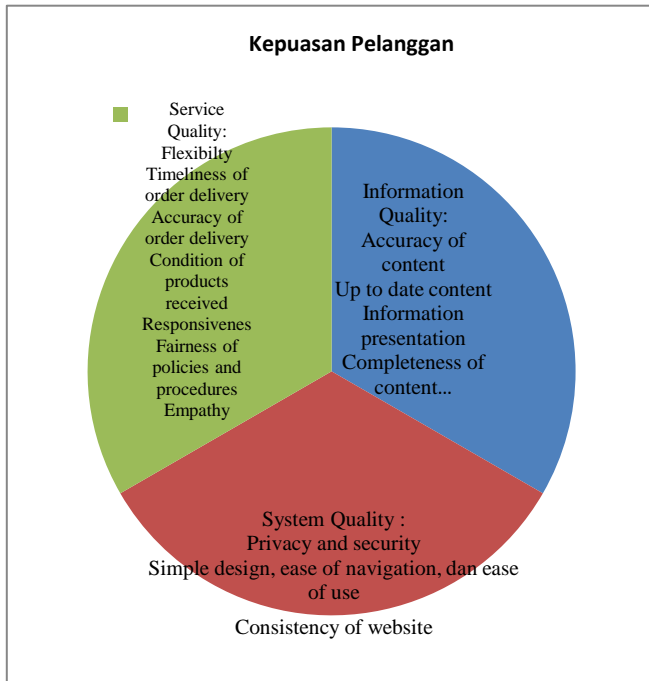 Kepuasan Pelanggan
Service
Quality:
Flexibilty
Timeliness of
order delivery
Accuracy of
order delivery
Condition of
products
received
Responsivenes
Fairness of
policies and
procedures
Empathy
Information
Quality:
Accuracy of
content
Up to date content
Information
presentation
Completeness of
content...
System Quality :
Privacy and security
Simple design, ease of navigation, dan ease
of use
Consistency of website